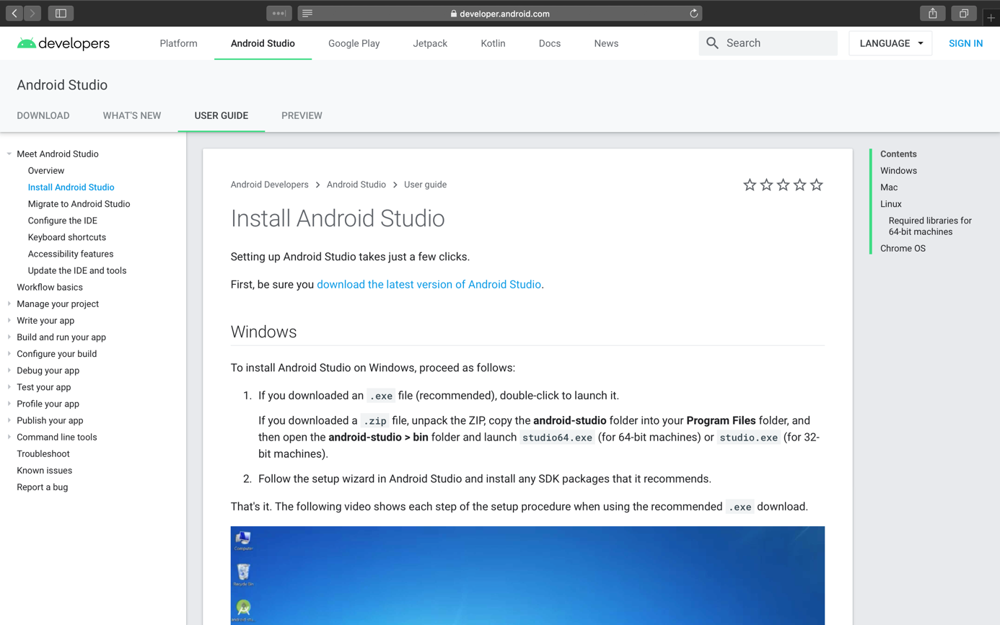 developer.android.com
developers
Platform
Android Studio
Google Play
Jetpack
Kotlin
Docs
News
Search
LANGUAGE
SIGN IN
Android Studio
DOWNLOAD
WHAT'S NEW
USER GUIDE
PREVIEW
Meet Android Studio
Overview
Install Android Studio
Migrate to Android Studio
Configure the IDE
Keyboard shortcuts
Accessibility features
Update the IDE and tools
Workflow basics
Manage your project
Write your app
Build and run your app
Configure your build
Debug your app
Test your app
Profile your app
Publish your app
Command line tools
Troubleshoot
Known issues
Report a bug
Android Developers > Android Studio > User guide
Install Android Studio
Setting up Android Studio takes just a few clicks.
First, be sure you download the latest version of Android Studio.
Windows
To install Android Studio on Windows, proceed as follows:
1. If you downloaded an .exe file (recommended), double-click to launch it.
If you downloaded a .zip file, unpack the ZIP, copy the android-studio folder into your Program Files folder, and
then open the android-studio > bin folder and launch studio64.exe (for 64-bit machines) or studio.exe (for 32-
bit machines).
2. Follow the setup wizard in Android Studio and install any SDK packages that it recommends.
That's it. The following video shows each step of the setup procedure when using the recommended .exe download.
Computer
Recycle Bin
android-stu...
Contents
Windows
Mac
Linux
Required libraries for
64-bit machines
Chrome OS